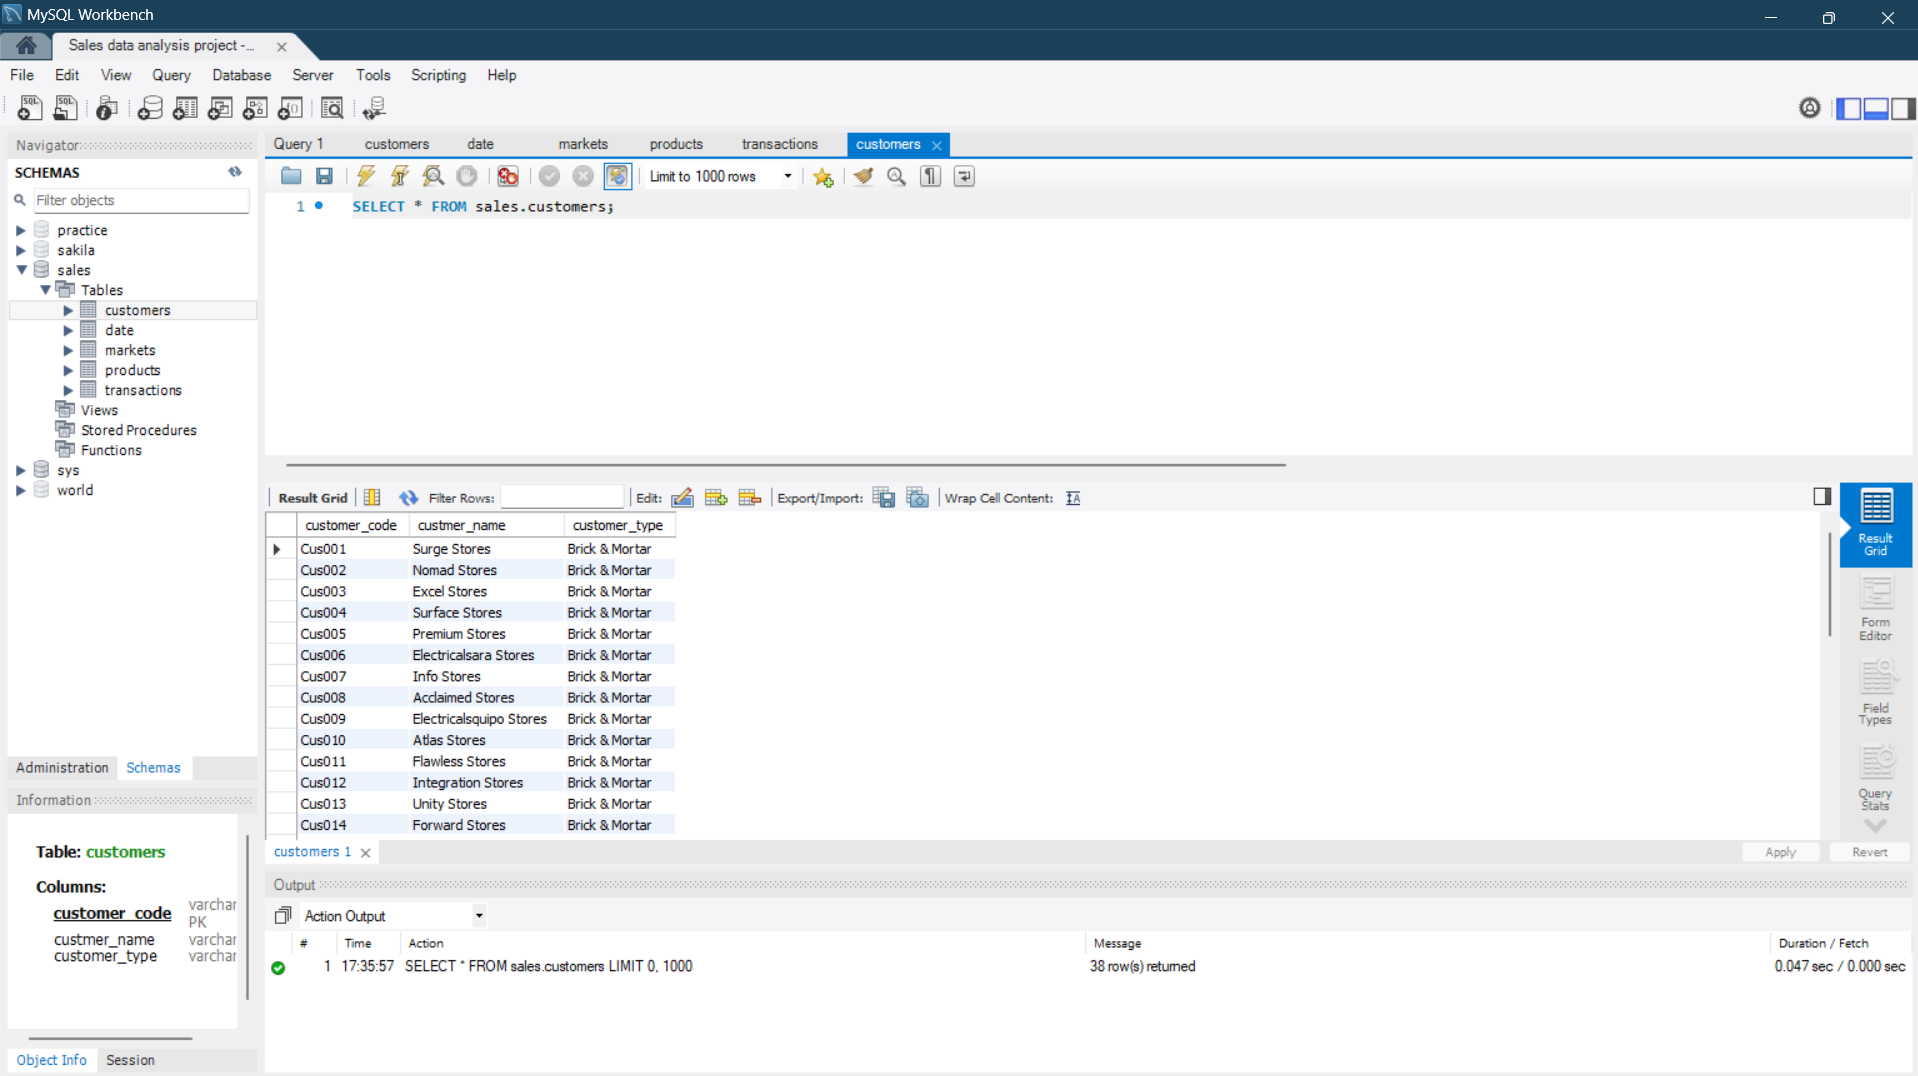 MySQL Workbench
Sales data analysis project -...
File Edit View Query Database Server Tools Scripting Help
Navigator
SCHEMAS
Filter objects
practice
sakila
sales
Tables
customers
date
markets
products
transactions
Views
Stored Procedures
Functions
sys
world
Administration Schemas
Information
Table: customers
Columns:
customer_code varchar
PK
custmer_name varchar
customer_type varchar
Object Info Session
Query 1 customers date markets products transactions customers
Limit to 1000 rows
1 SELECT * FROM sales.customers;
Result Grid Filter Rows: Edit: Export/Import: Wrap Cell Content:
customer_code custmer_name customer_type
Cus001 Surge Stores Brick & Mortar
Cus002 Nomad Stores Brick & Mortar
Cus003 Excel Stores Brick & Mortar
Cus004 Surface Stores Brick & Mortar
Cus005 Premium Stores Brick & Mortar
Cus006 Electricalsara Stores Brick & Mortar
Cus007 Info Stores Brick & Mortar
Cus008 Acclaimed Stores Brick & Mortar
Cus009 Electricalsquipo Stores Brick & Mortar
Cus010 Atlas Stores Brick & Mortar
Cus011 Flawless Stores Brick & Mortar
Cus012 Integration Stores Brick & Mortar
Cus013 Unity Stores Brick & Mortar
Cus014 Forward Stores Brick & Mortar
Result
Grid
Form
Editor
Field
Types
Query
Stats
customers 1 Apply Revert
Output
Action Output
# Time Action Message Duration / Fetch
1 17:35:57 SELECT * FROM sales.customers LIMIT 0, 1000 38 row(s) returned 0.047 sec / 0.000 sec